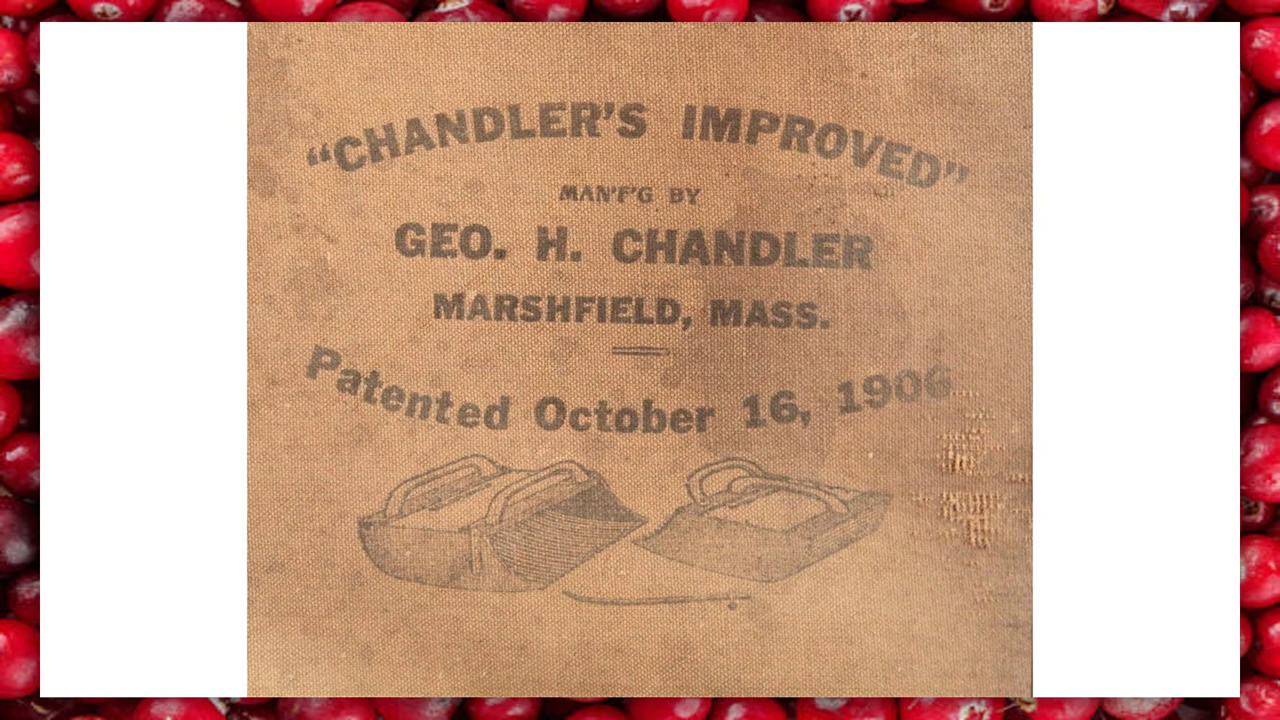 “CHANDLER’S IMPROVED”
MAN’F’G BY
GEO. H. CHANDLER
MARSHFIELD, MASS.
Patented October 16, 1906